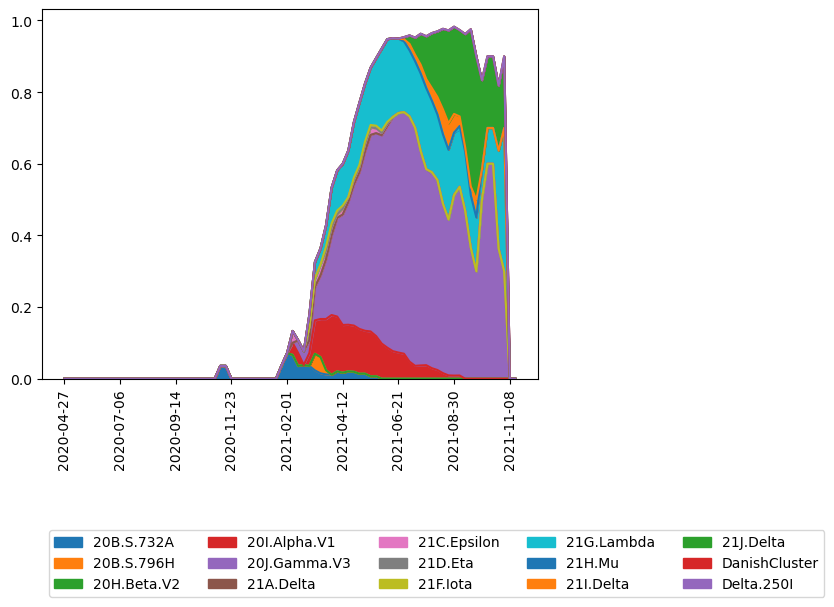 1.0
0.8
0.6
0.4
0.2
0.0
2020-04-27
2020-07-06
2020-09-14
2020-11-23
2021-02-01
2021-04-12
2021-06-21
2021-08-30
2021-11-08
20B.S.732A
20I.Alpha.V1
21C.Epsilon
21G.Lambda
21J.Delta
20B.S.796H
20J.Gamma.V3
21D.Eta
21H.Mu
DanishCluster
20H.Beta.V2
21A.Delta
21F.Iota
21I.Delta
Delta.250I